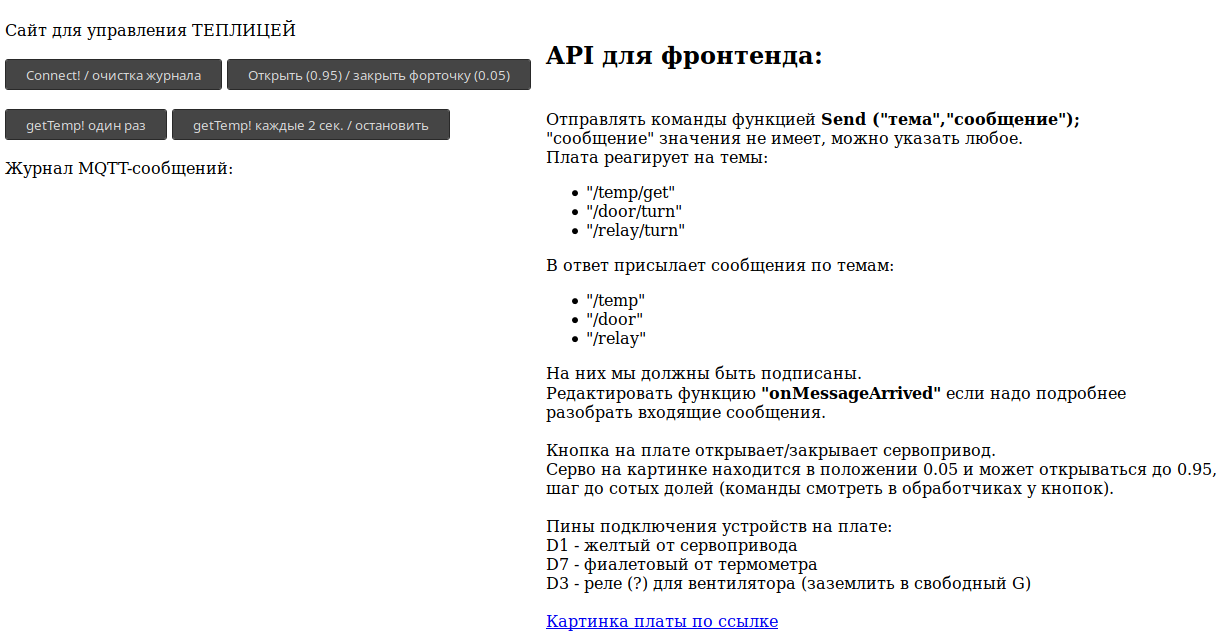 Сайт для управления ТЕПЛИЦЕЙ
Connect! / очистка журнала
Открыть (0.95) / закрыть форточку (0.05)
getTemp! один раз
getTemp! каждые 2 сек. / остановить
Журнал MQTT-сообщений:
API для фронтенда:
Отправлять команды функцией Send ("тема","сообщение");
"сообщение" значения не имеет, можно указать любое.
Плата реагирует на темы:
• "/temp/get"
• "/door/turn"
• "/relay/turn"
В ответ присылает сообщения по темам:
• "/temp"
• "/door"
• "/relay"
На них мы должны быть подписаны.
Редактировать функцию "onMessageArrived" если надо подробнее
разобрать входящие сообщения.
Кнопка на плате открывает/закрывает сервопривод.
Серво на картинке находится в положении 0.05 и может открываться до 0.95,
шаг до сотых долей (команды смотреть в обработчиках у кнопок).
Пины подключения устройств на плате:
D1 - желтый от сервопривода
D7 - фиалетовый от термометра
D3 - реле (?) для вентилятора (заземлить в свободный G)
Картинка платы по ссылке